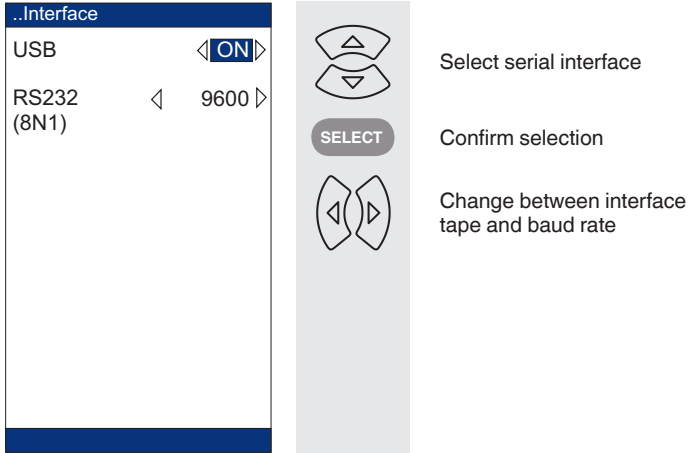 ..Interface
USB ON
RS232 9600
(8N1)
Select serial interface
SELECT Confirm selection
Change between interface
tape and baud rate